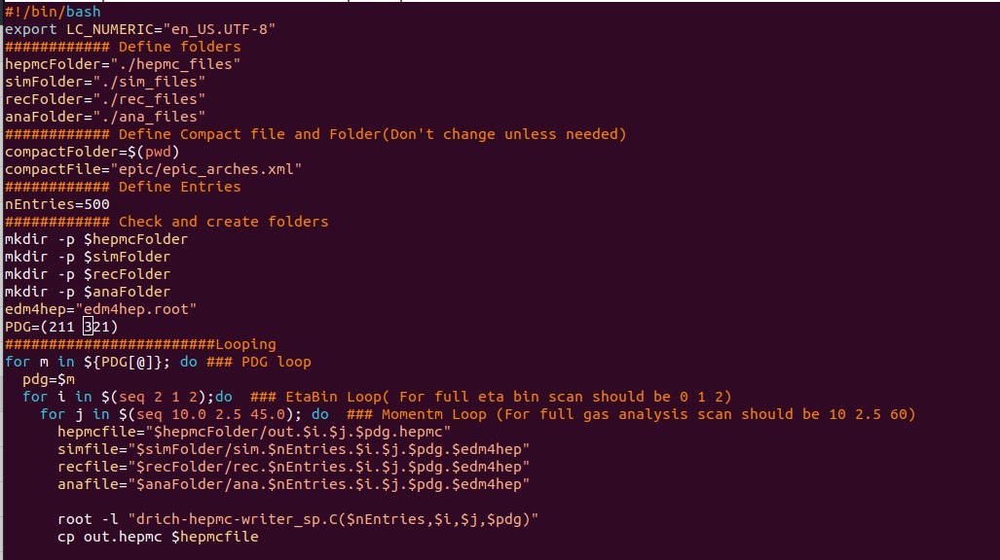 #!/bin/bash
export LC_NUMERIC="en_US.UTF-8"
############ Define folders
hepmcFolder="./hepmc_files"
simFolder="./sim_files"
recFolder="./rec_files"
anaFolder="./ana_files"
############ Define Compact file and Folder(Don't change unless needed)
compactFolder=$(pwd)
compactFile="epic/epic_arches.xml"
############ Define Entries
nEntries=500
############ Check and create folders
mkdir -p $hepmcFolder
mkdir -p $simFolder
mkdir -p $recFolder
mkdir -p $anaFolder
edm4hep="edm4hep.root"
PDG=(211 321)
########################Looping
for m in ${PDG[@]}; do ### PDG loop
  pdg=$m
  for i in $(seq 2 1 2);do  ### EtaBin Loop( For full eta bin scan should be 0 1 2)
    for j in $(seq 10.0 2.5 45.0); do  ### Momentm Loop (For full gas analysis scan should be 10 2.5 60)
      hepmcfile="$hepmcFolder/out.$i.$j.$pdg.hepmc"
      simfile="$simFolder/sim.$nEntries.$i.$j.$pdg.$edm4hep"
      recfile="$recFolder/rec.$nEntries.$i.$j.$pdg.$edm4hep"
      anafile="$anaFolder/ana.$nEntries.$i.$j.$pdg.$edm4hep"

      root -l "drich-hepmc-writer_sp.C($nEntries,$i,$j,$pdg)"
      cp out.hepmc $hepmcfile